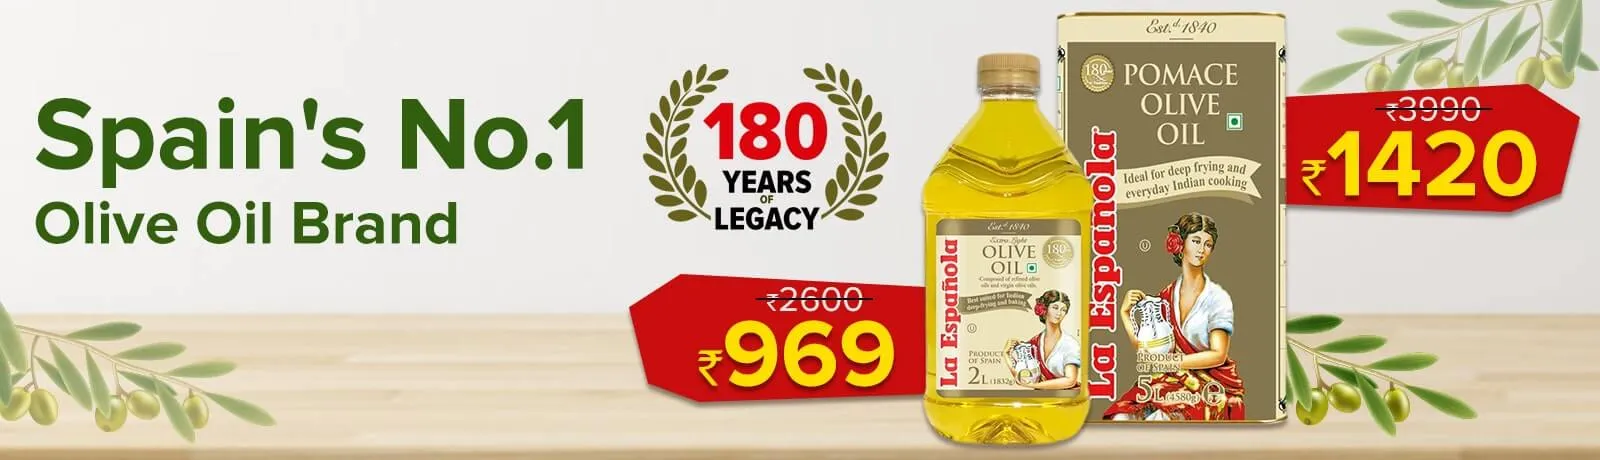 Spain's No.1
Olive Oil Brand
180
YEARS
OF
LEGACY
₹2600
₹969
Est.d. 1840
Extra Light
OLIVE
OIL
180
Composed of refined olive
oils and virgin olive oils.
Best suited for Indian
deep-frying and baking
La Española
PRODUCT
OF SPAIN
2L (1832g) e
Est.d. 1840
180
POMACE
OLIVE
OIL
Ideal for deep frying and
everyday Indian cooking
La Española
U
PRODUCT
OF SPAIN
5L (4580g) e
₹3990
₹1420